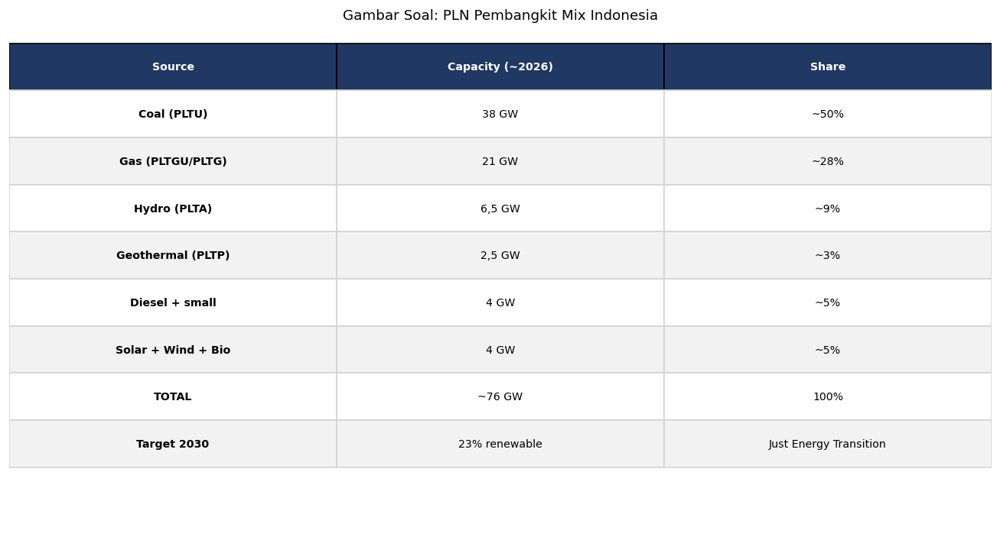 Gambar Soal: PLN Pembangkit Mix Indonesia
Source Capacity (~2026) Share
Coal (PLTU) 38 GW ~50%
Gas (PLTGU/PLTG) 21 GW ~28%
Hydro (PLTA) 6,5 GW ~9%
Geothermal (PLTP) 2,5 GW ~3%
Diesel + small 4 GW ~5%
Solar + Wind + Bio 4 GW ~5%
TOTAL ~76 GW 100%
Target 2030 23% renewable Just Energy Transition